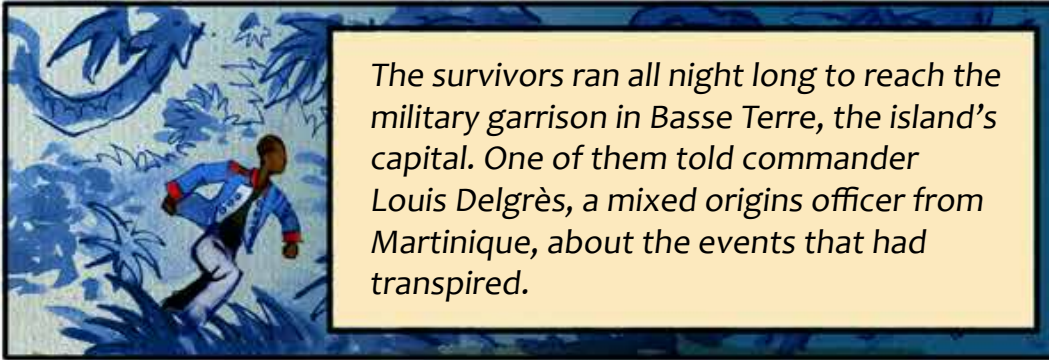 The survivors ran all night long to reach the
military garrison in Basse Terre, the island’s
capital. One of them told commander
Louis Delgrès, a mixed origins officer from
Martinique, about the events that had
transpired.